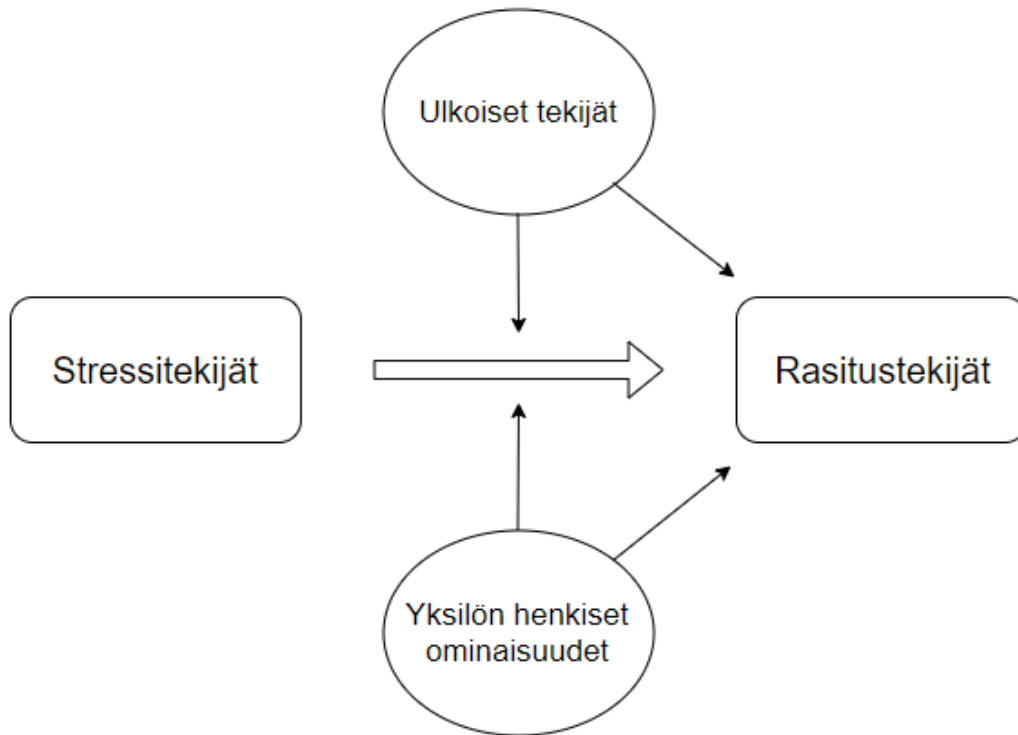 Ulkoiset tekijät
Stressitekijät
Rasitustekijät
Yksilön henkiset
ominaisuudet